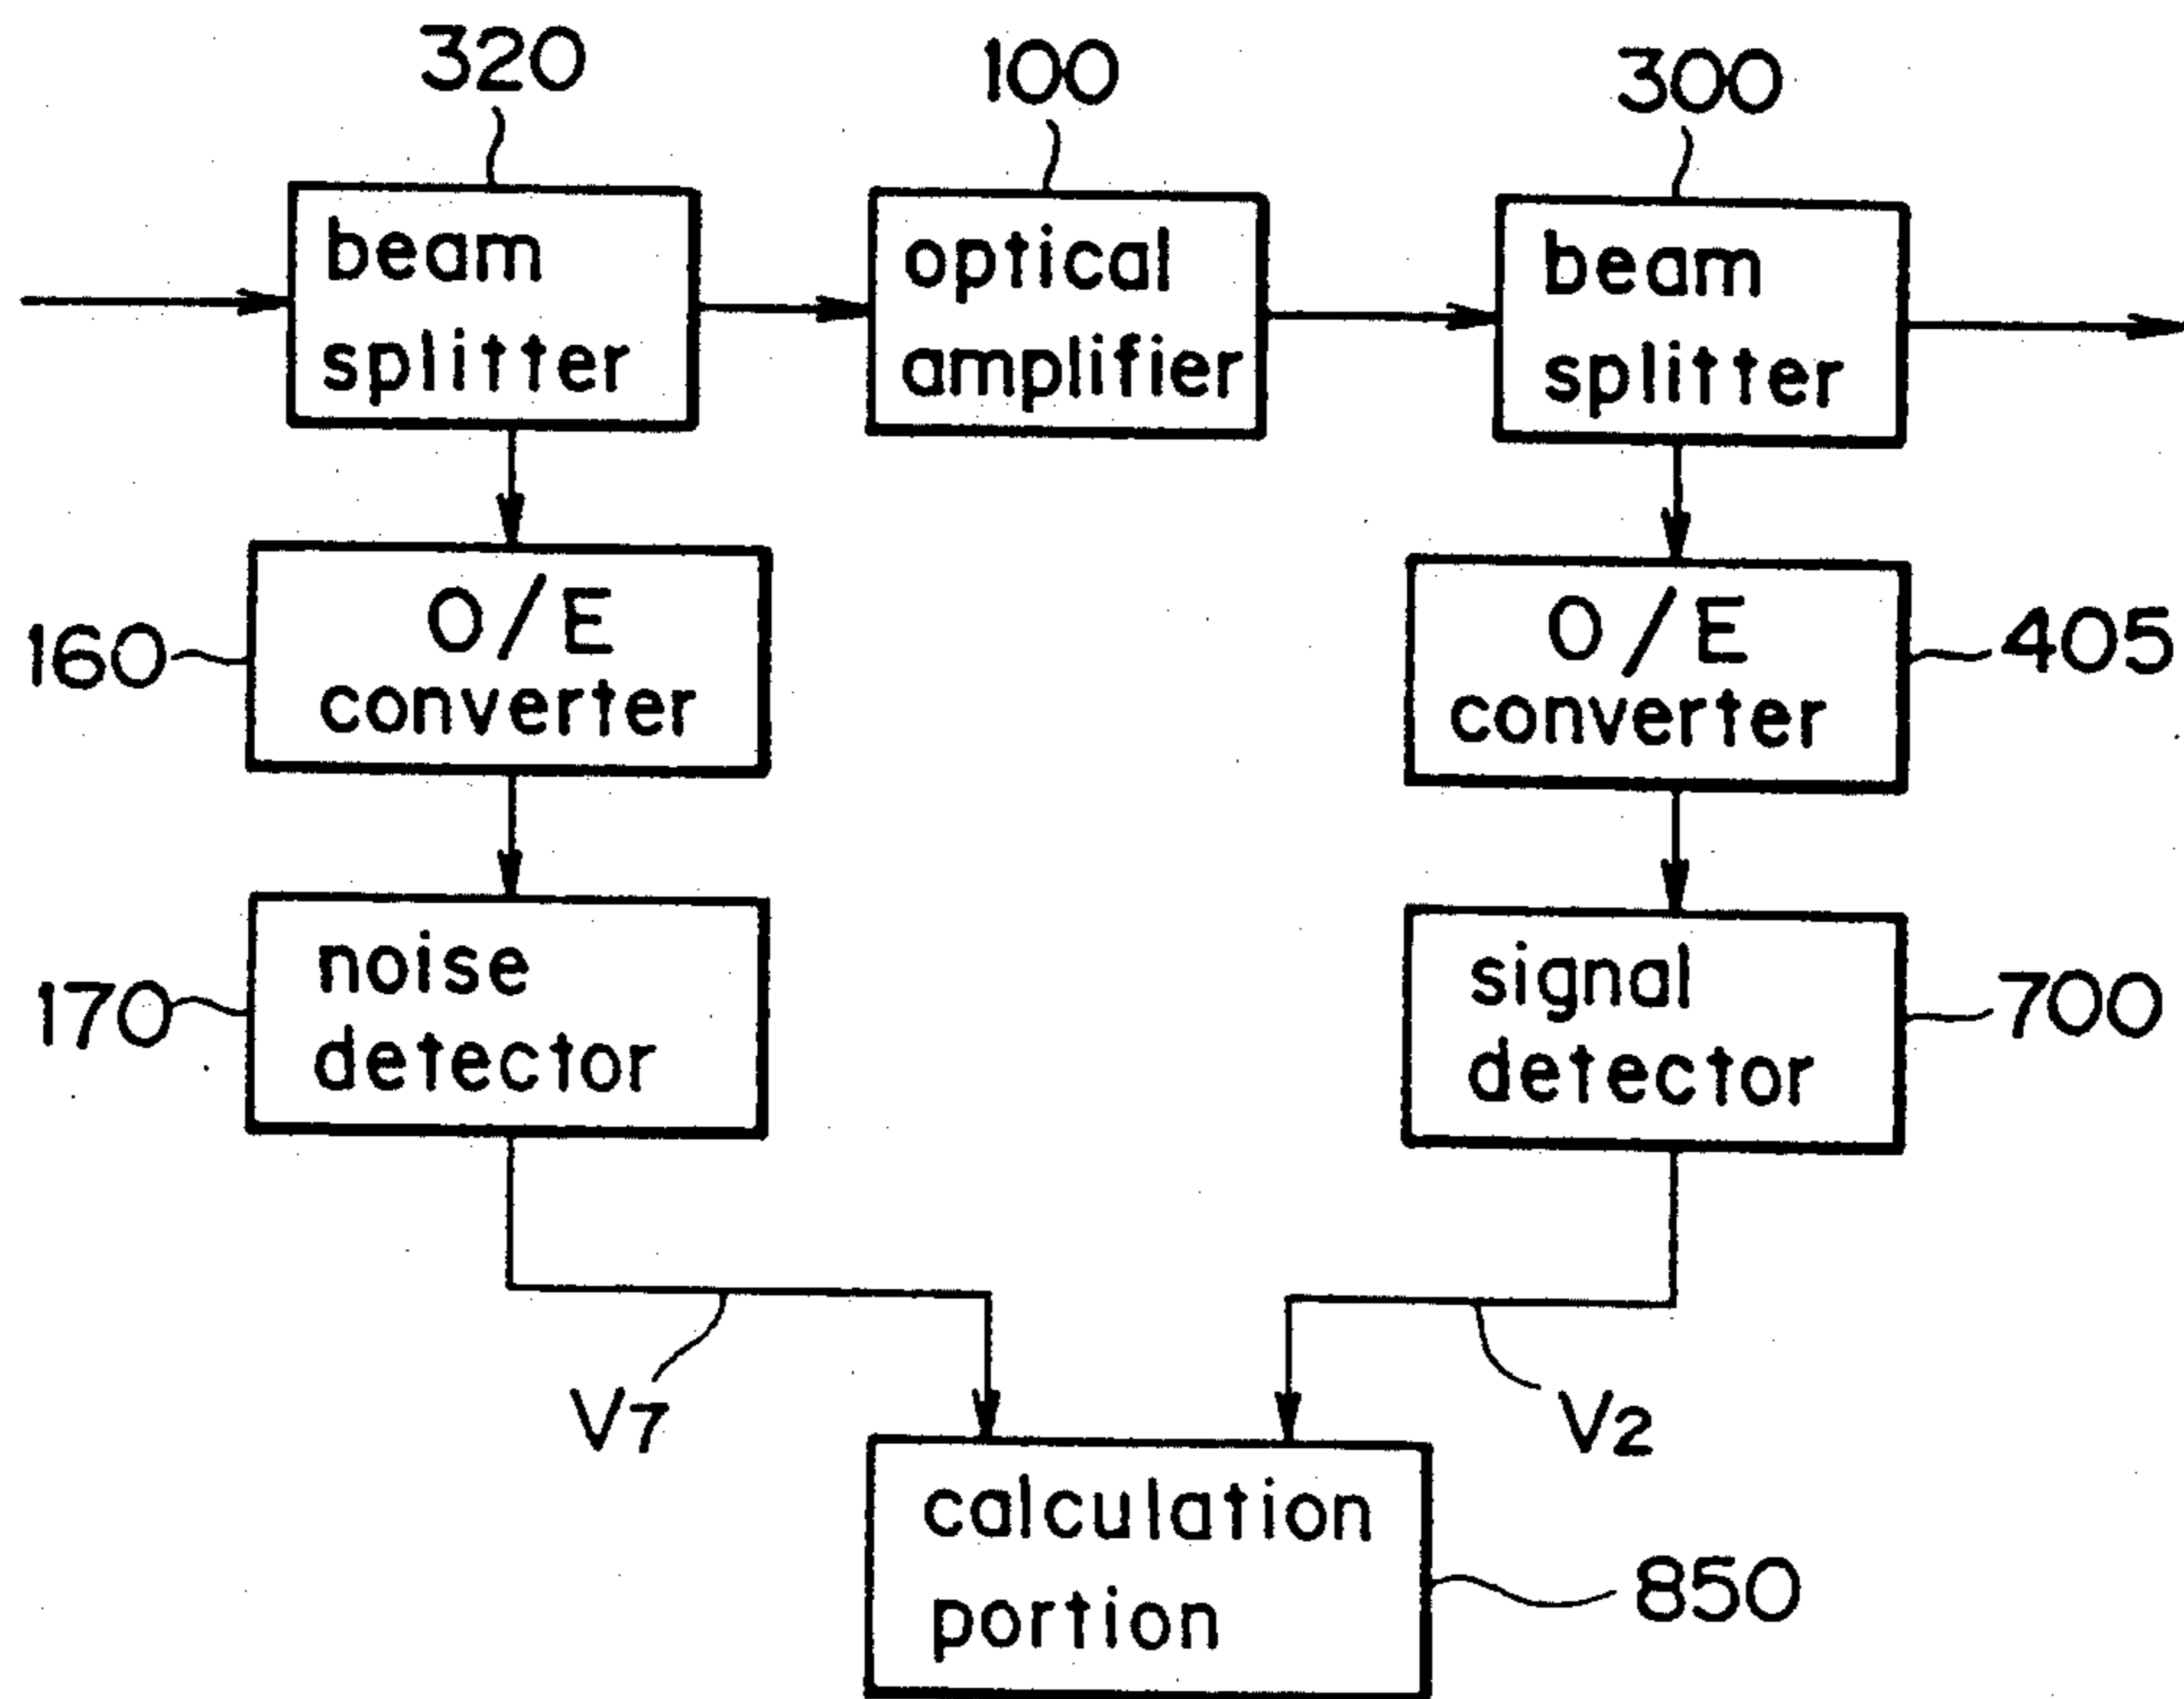 320
100
300
beam
splitter
optical
amplifier
beam
splitter
O/E
converter
160
O/E
converter
405
noise
detector
170
signal
detector
700
V7
V2
calculation
portion
850